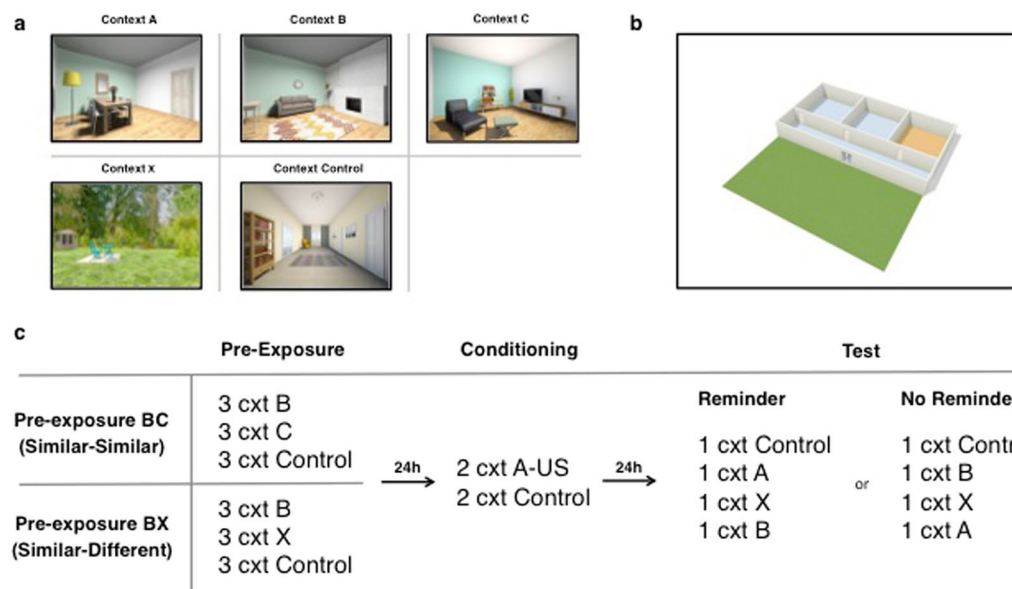 a
Context A
Context B
Context C
b
Context X
Context Control
c
Pre-Exposure
Conditioning
Test
Pre-exposure BC
(Similar-Similar)
3 cxt B
3 cxt C
3 cxt Control
Pre-exposure BX
(Similar-Different)
3 cxt B
3 cxt X
3 cxt Control
24h
2 cxt A-US
2 cxt Control
24h
Reminder
1 cxt Control
1 cxt A
1 cxt X
1 cxt B
or
No Reminde
1 cxt Contr
1 cxt B
1 cxt X
1 cxt A